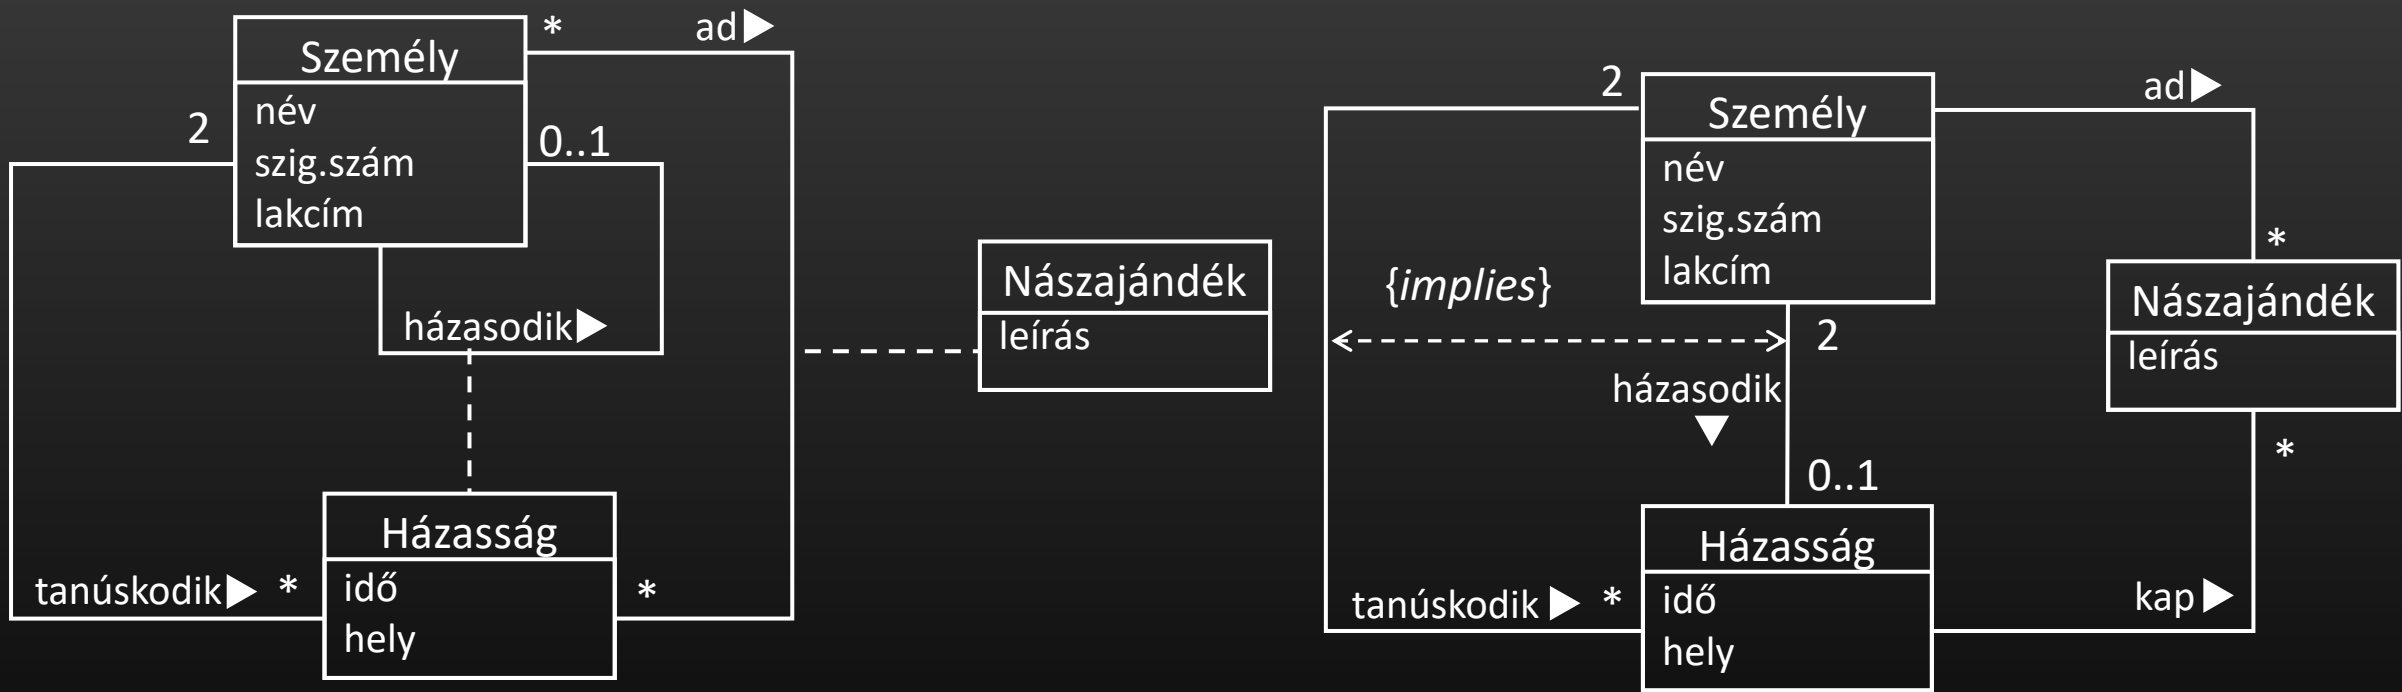 * ad
Személy
név
szig.szám
lakcím
2
0..1
házasodik
Nászajándék
leírás
Házasság
idő
hely
tanúskodik *
*
2
Személy
név
szig.szám
lakcím
ad
*
Nászajándék
leírás
*
{implies}
2
házasodik
0..1
Házasság
idő
hely
tanúskodik *
kap